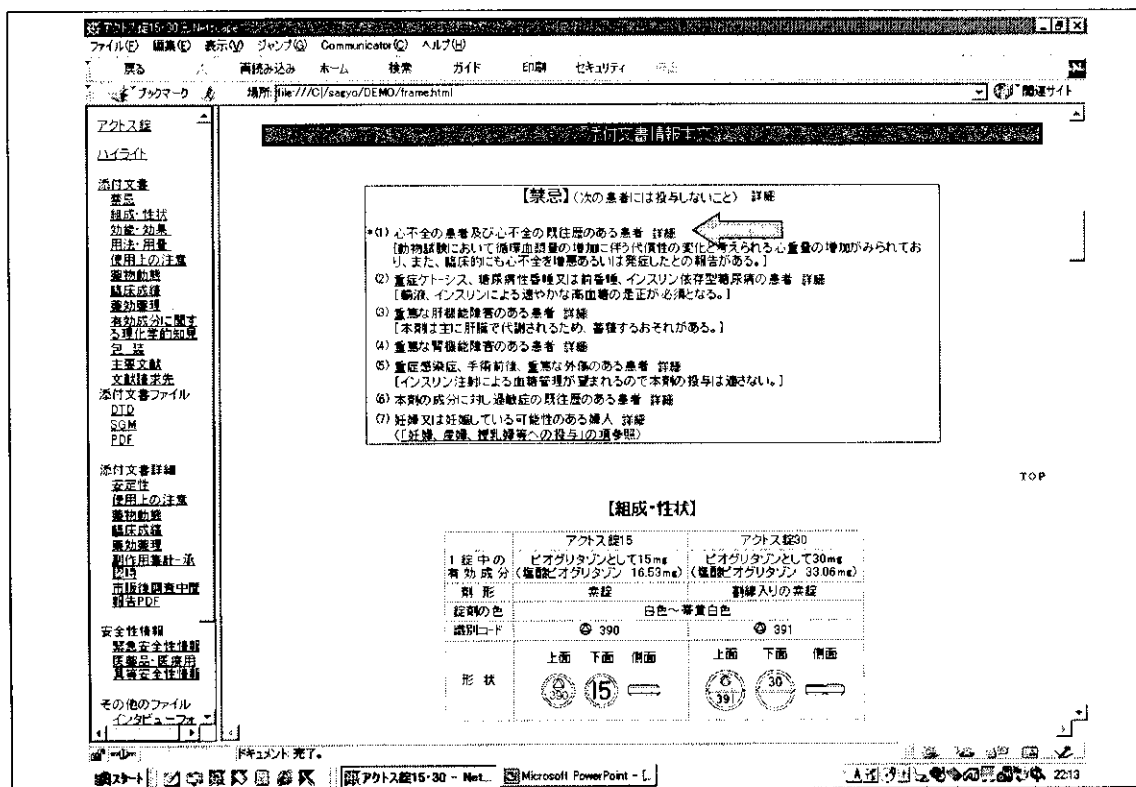 アクトス錠15・30 - Netscape
ファイル(F) 編集(E) 表示(V) ジャンプ(G) Communicator(C) ヘルプ(H)
戻る 再読み込み ホーム 検索 ガイド 印刷 セキュリティ
ブックマーク 場所: file:///C|/sagyo/DEMO/frame.html 関連サイト
アクトス錠
ハイライト
添付文書
禁忌
組成・性状
効能・効果
用法・用量
使用上の注意
薬物動態
臨床成績
薬効薬理
有効成分に関す
る理化学的知見
包 装
主要文献
文献請求先
添付文書ファイル
DTD
SGM
PDF
添付文書詳細
安定性
使用上の注意
薬物動態
臨床成績
薬効薬理
副作用集計-承
認時
市販後調査中間
報告PDF
安全性情報
緊急安全性情報
医薬品・医療用
具等安全性情報
その他のファイル
インタビューフォ
添付文書情報本文
【禁忌】(次の患者には投与しないこと) 詳細
*(1) 心不全の患者及び心不全の既往歴のある患者 詳細
[動物試験において循環血漿量の増加に伴う代償性の変化と考えられる心重量の増加がみられてお
り、また、臨床的にも心不全を増悪あるいは発症したとの報告がある。]
(2) 重症ケトーシス、糖尿病性昏睡又は前昏睡、インスリン依存型糖尿病の患者 詳細
[輸液、インスリンによる速やかな高血糖の是正が必須となる。]
(3) 重篤な肝機能障害のある患者 詳細
[本剤は主に肝臓で代謝されるため、蓄積するおそれがある。]
(4) 重篤な腎機能障害のある患者 詳細
(5) 重症感染症、手術前後、重篤な外傷のある患者 詳細
[インスリン注射による血糖管理が望まれるので本剤の投与は適さない。]
(6) 本剤の成分に対し過敏症の既往歴のある患者 詳細
(7) 妊婦又は妊娠している可能性のある婦人 詳細
(「妊婦、産婦、授乳婦等への投与」の項参照)
TOP
【組成・性状】
アクトス錠15 アクトス錠30
1錠中の
有効成分 ピオグリタゾンとして15mg
(塩酸ピオグリタゾン 16.53mg) ピオグリタゾンとして30mg
(塩酸ピオグリタゾン 33.06mg)
剤 形 素錠 割線入りの素錠
錠剤の色 白色~帯黄白色
識別コード 390 391
形 状 上面 下面 側面 上面 下面 側面
390 15 391 30
ドキュメント: 完了。
スタート アクトス錠15・30 - Net... Microsoft PowerPoint - [.. 22:13